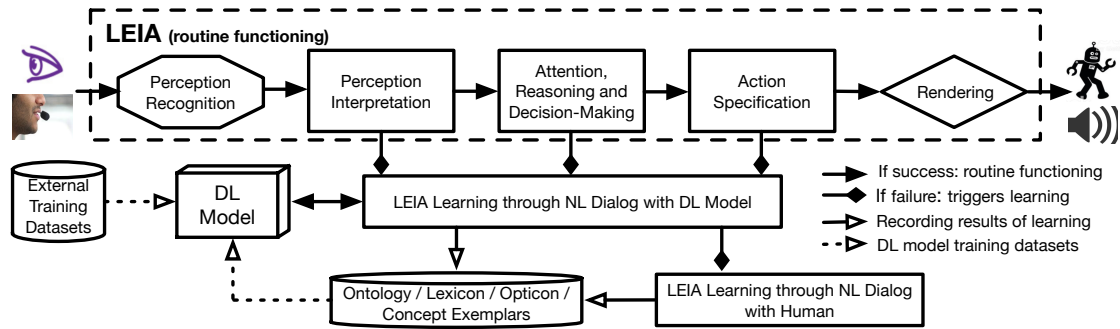 LEIA (routine functioning)
Perception
Recognition
Perception
Interpretation
Attention,
Reasoning and
Decision-Making
Action
Specification
Rendering
External
Training
Datasets
DL
Model
LEIA Learning through NL Dialog with DL Model
If success: routine functioning
If failure: triggers learning
Recording results of learning
DL model training datasets
Ontology / Lexicon / Opticon /
Concept Exemplars
LEIA Learning through NL Dialog
with Human